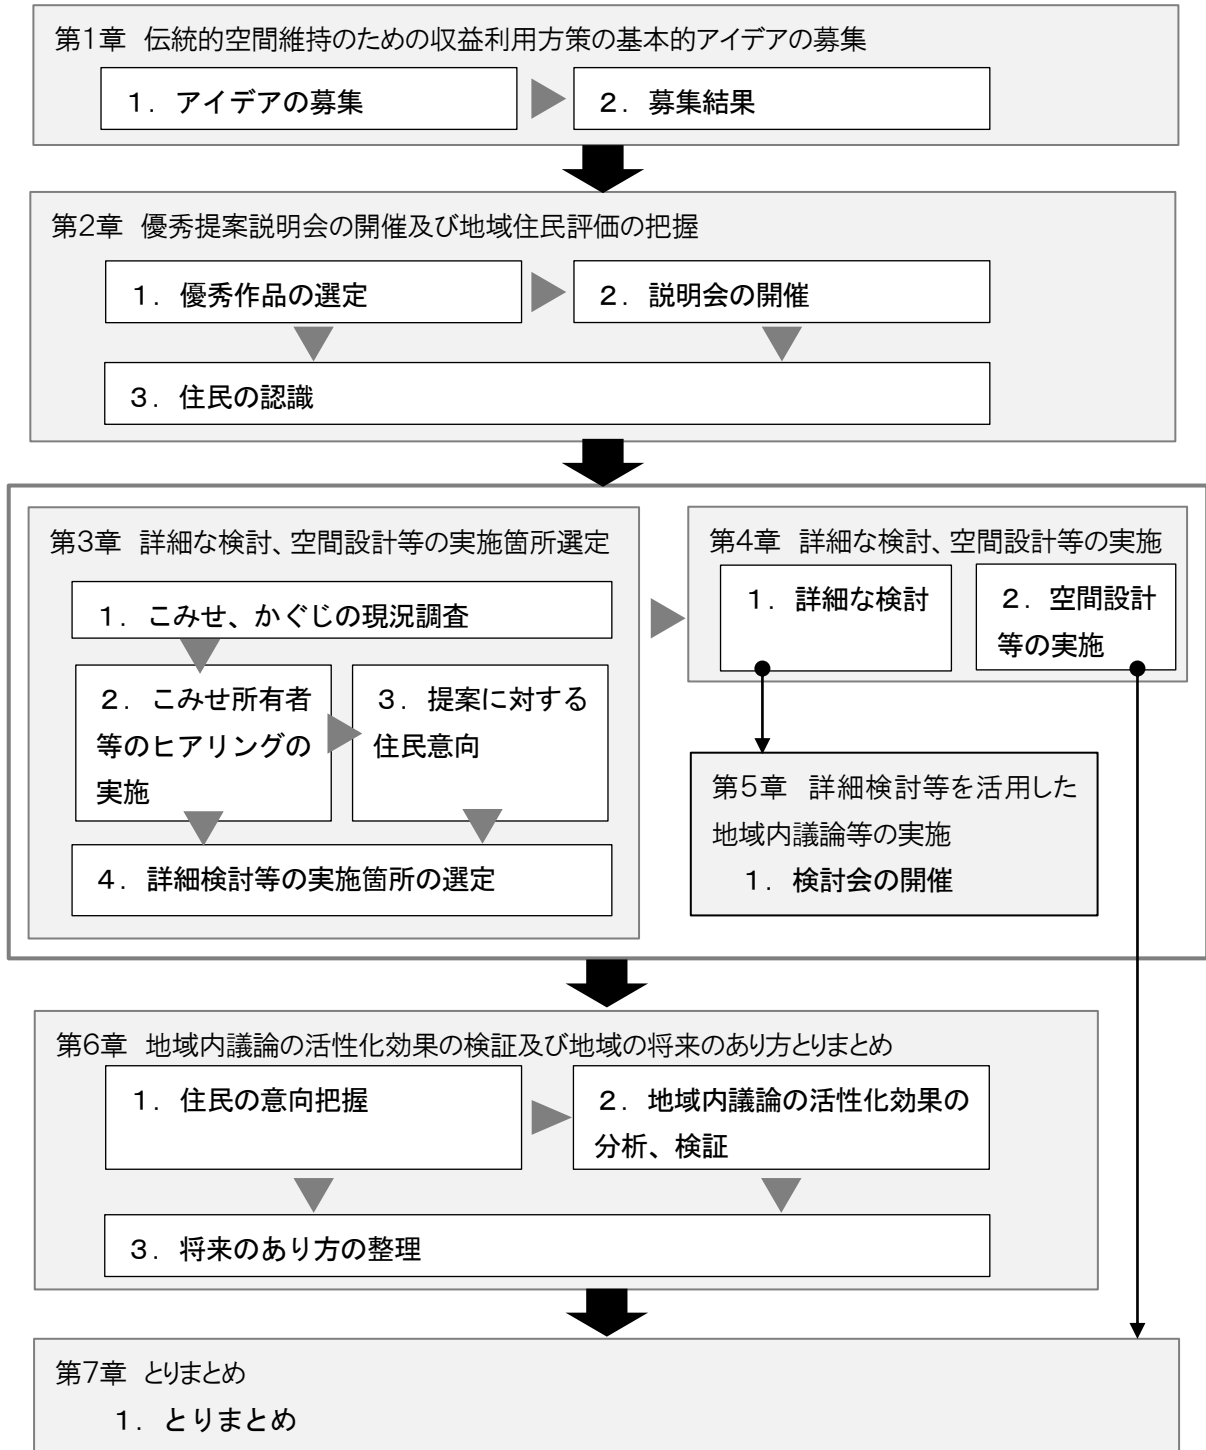 第1章 伝統的空間維持のための収益利用方策の基本的アイデアの募集
１．アイデアの募集
２．募集結果
第2章 優秀提案説明会の開催及び地域住民評価の把握
１．優秀作品の選定
２．説明会の開催
３．住民の認識
第3章 詳細な検討、空間設計等の実施箇所選定
１．こみせ、かぐじの現況調査
２．こみせ所有者
等のヒアリングの
実施
３．提案に対する
住民意向
４．詳細検討等の実施箇所の選定
第4章 詳細な検討、空間設計等の実施
１．詳細な検討
２．空間設計
等の実施
第5章 詳細検討等を活用した
地域内議論等の実施
１．検討会の開催
第6章 地域内議論の活性化効果の検証及び地域の将来のあり方とりまとめ
１．住民の意向把握
２．地域内議論の活性化効果の
分析、検証
３．将来のあり方の整理
第7章 とりまとめ
１．とりまとめ